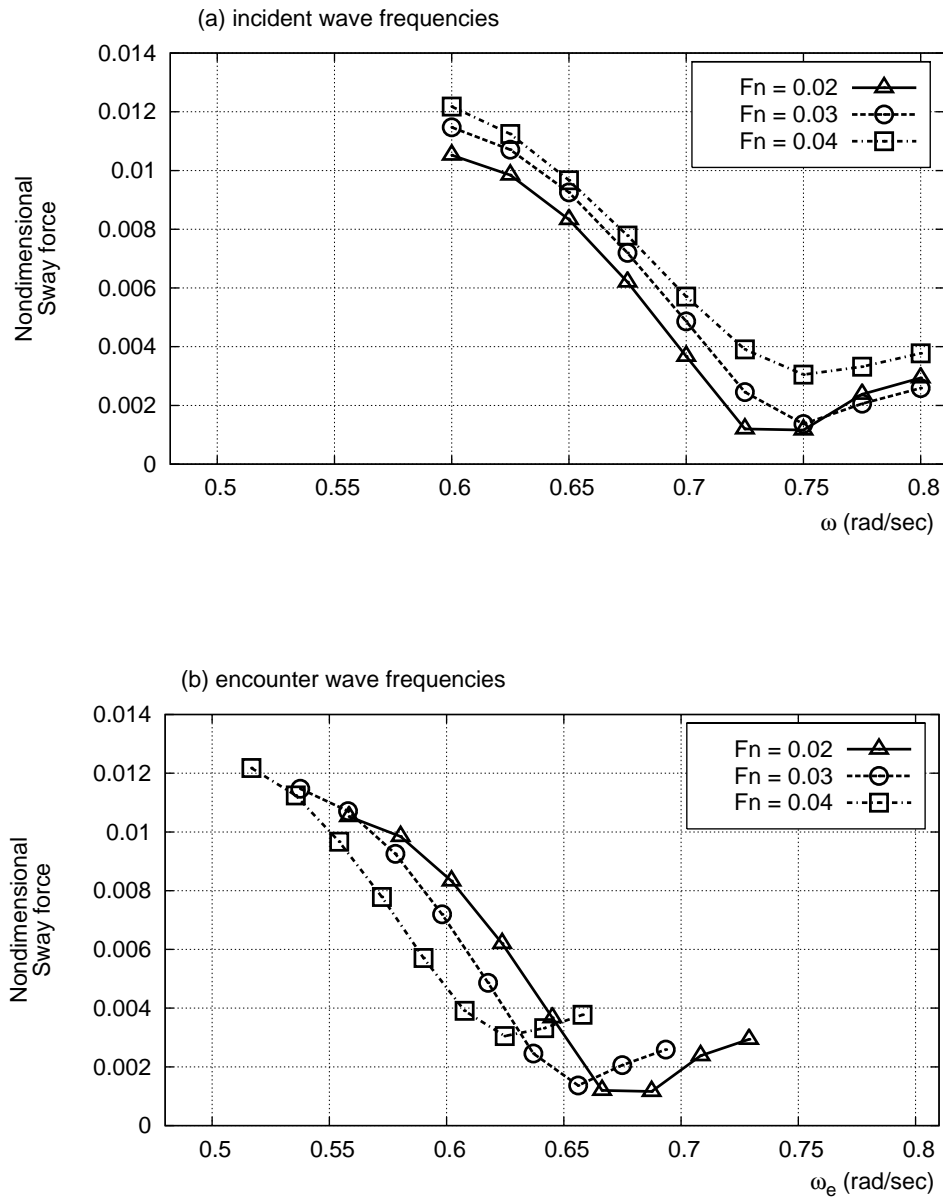 (a) incident wave frequencies
0.014
0.012
0.01
0.008
0.006
0.004
0.002
0
Nondimensional
Sway force
Fn = 0.02
Fn = 0.03
Fn = 0.04
0.5 0.55 0.6 0.65 0.7 0.75 0.8
ω (rad/sec)
(b) encounter wave frequencies
0.014
0.012
0.01
0.008
0.006
0.004
0.002
0
Nondimensional
Sway force
Fn = 0.02
Fn = 0.03
Fn = 0.04
0.5 0.55 0.6 0.65 0.7 0.75 0.8
ωe (rad/sec)